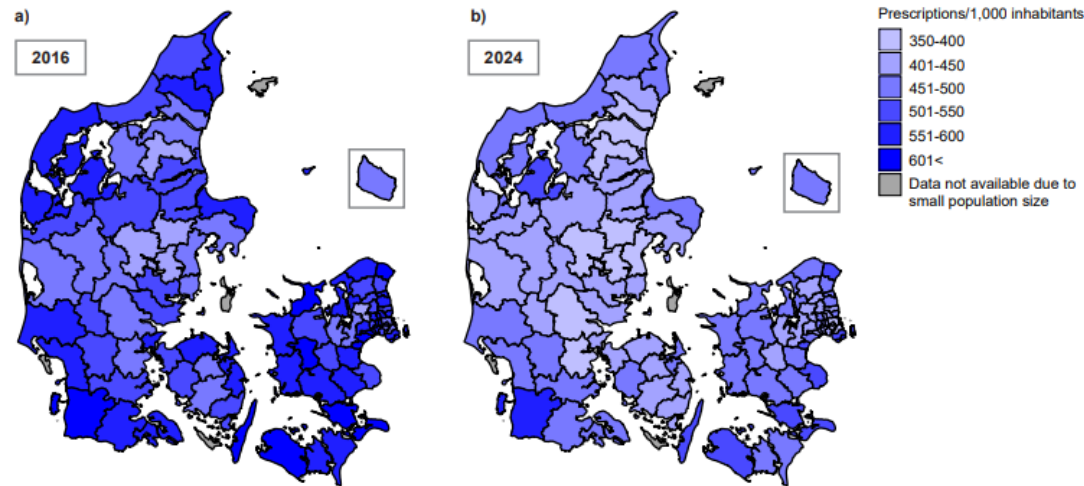 a)
2016
b)
2024
Prescriptions/1,000 inhabitants
350-400
401-450
451-500
501-550
551-600
601<
Data not available due to
small population size